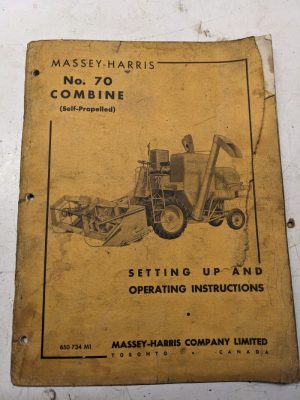 MASSEY-HARRIS
No. 70
COMBINE
(Self-Propelled)
SETTING UP AND
OPERATING INSTRUCTIONS
650 734 M1
MASSEY-HARRIS COMPANY LIMITED
TORONTO • CANADA